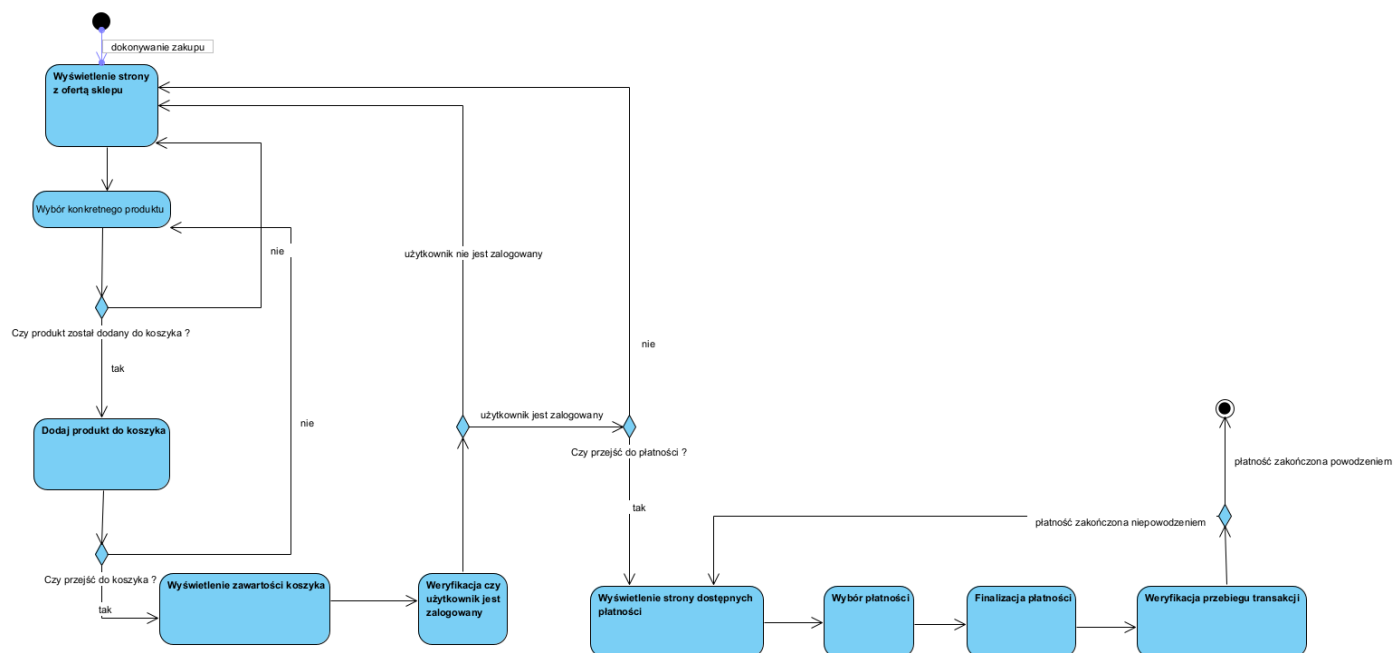 dokonywanie zakupu
Wyświetlenie strony
z ofertą sklepu
Wybór konkretnego produktu
nie
użytkownik nie jest zalogowany
Czy produkt został dodany do koszyka ?
nie
tak
użytkownik jest zalogowany
nie
Dodaj produkt do koszyka
Czy przejść do płatności ?
płatność zakończona powodzeniem
tak
płatność zakończona niepowodzeniem
Czy przejść do koszyka ?
tak
Wyświetlenie zawartości koszyka
Weryfikacja czy
użytkownik jest
zalogowany
Wyświetlenie strony dostępnych
płatności
Wybór płatności
Finalizacja płatności
Weryfikacja przebiegu transakcji